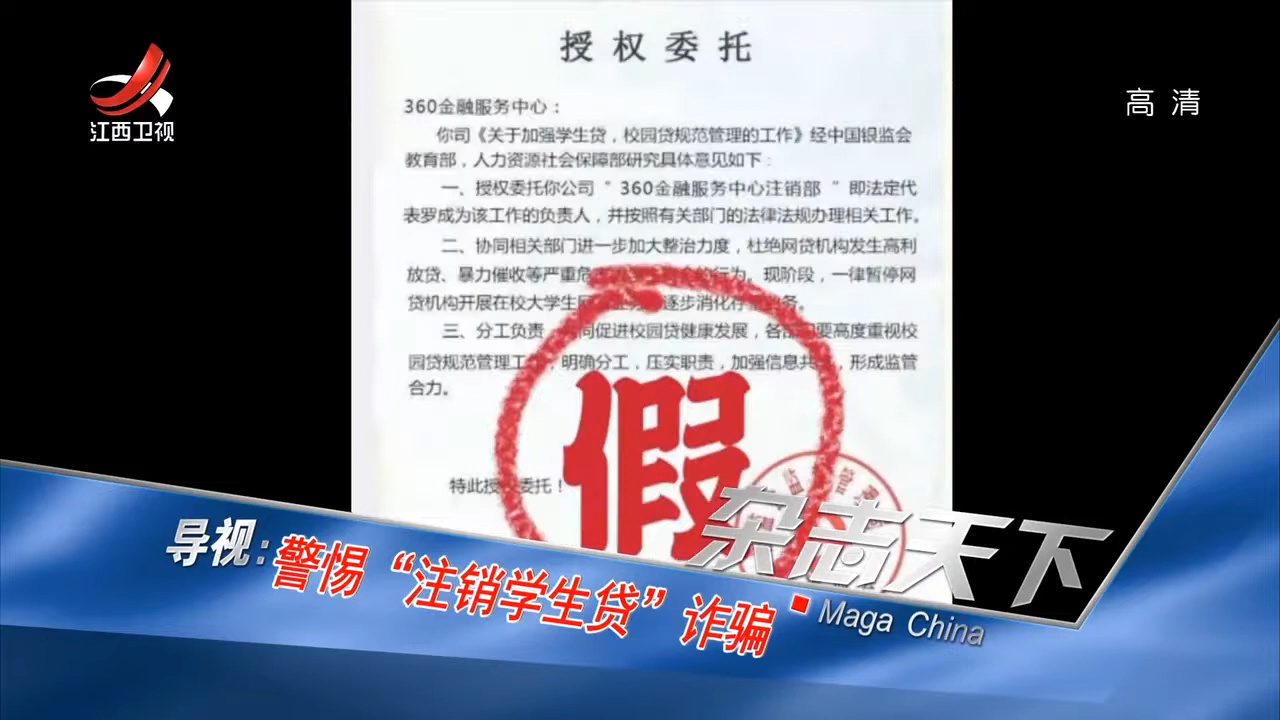 江西卫视
高清
授权委托
360金融服务中心：
你司《关于加强学生贷，校园贷规范管理的工作》经中国银监会
教育部，人力资源社会保障部研究具体意见如下：
一、授权委托你公司“360金融服务中心注销部 ”即法定代
表罗成为该工作的负责人，并按照有关部门的法律法规办理相关工作。
二、协同相关部门进一步加大整治力度，杜绝网贷机构发生高利
放贷、暴力催收等严重危 的行为。现阶段，一律暂停网
贷机构开展在校大学生网 逐步消化存 务。
三、分工负责， 同促进校园贷健康发展，各部 要高度重视校
园贷规范管理工 ，明确分工，压实职责，加强信息共 ，形成监管
合力。
特此授权委托！
假
杂志天下
Maga China
导视：警惕“注销学生贷”诈骗